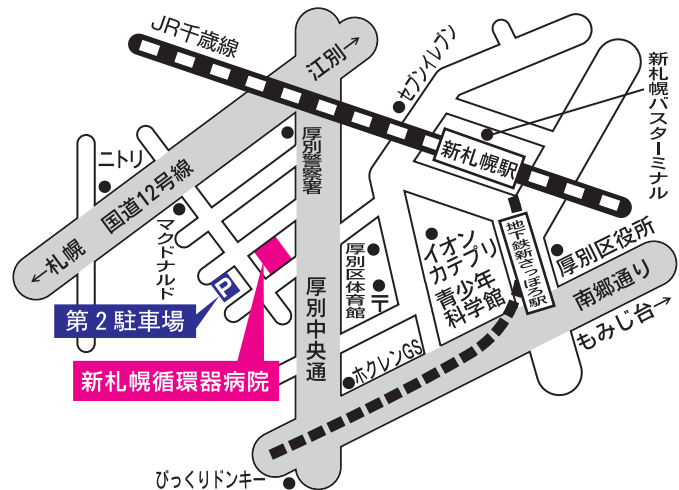 JR千歳線
江別→
セブンイレブン
新札幌バスターミナル
新札幌駅
ニトリ
国道12号線
←札幌
マクドナルド
厚別警察署
P
第2駐車場
新札幌循環器病院
厚別中央通
厚別区体育館
〒
イオン
カテプリ
青少年
科学館
地下鉄新さっぽろ駅
厚別区役所
南郷通り
もみじ台→
ホクレンGS
びっくりドンキー